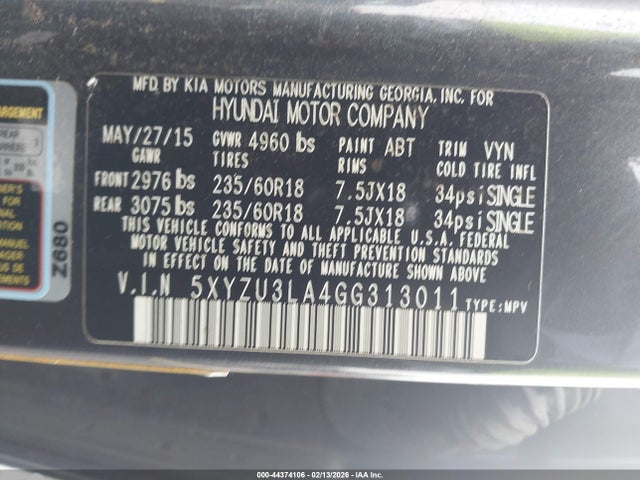 MFD. BY KIA MOTORS MANUFACTURING GEORGIA, INC. FOR
HYUNDAI MOTOR COMPANY
MAY/27/15 GVWR 4960 lbs PAINT ABT TRIM VYN
GAWR TIRES RIMS COLD TIRE INFL
FRONT 2976 lbs 235/60R18 7.5JX18 34psi SINGLE
REAR 3075 lbs 235/60R18 7.5JX18 34psi SINGLE
THIS VEHICLE CONFORMS TO ALL APPLICABLE U.S.A. FEDERAL
MOTOR VEHICLE SAFETY AND THEFT PREVENTION STANDARDS
IN EFFECT ON THE DATE OF MANUFACTURE SHOWN ABOVE.
V.I.N 5XYZU3LA4GG313011 TYPE:MPV
Z680
MANUEL
000-44374106 - 02/13/2026 - IAA Inc.